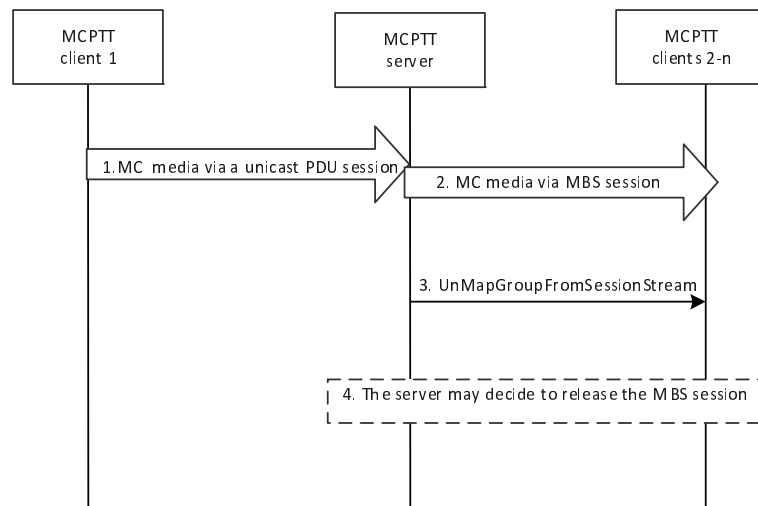 MCPTT
client 1
MCPTT
server
MCPTT
clients 2-n
1.MC media via a unicast PDU session
2. MC media via MBS session
3. UnMapGroupFromSessionStream
4. The server may decide to release the MBS session